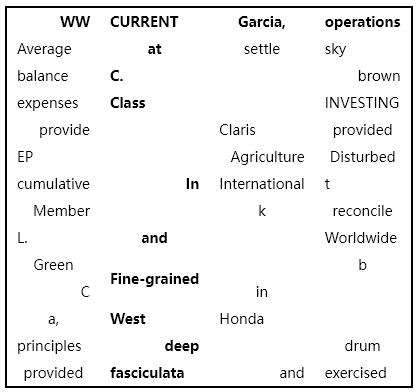 WW CURRENT Garcia, operations
Average at settle sky
balance C. brown
expenses Class INVESTING
provide Claris provided
EP Agriculture Disturbed
cumulative In International t
Member k reconcile
L. and Worldwide
Green b
Fine-grained
C in
a, West Honda
principles deep drum
provided fasciculata and exercised